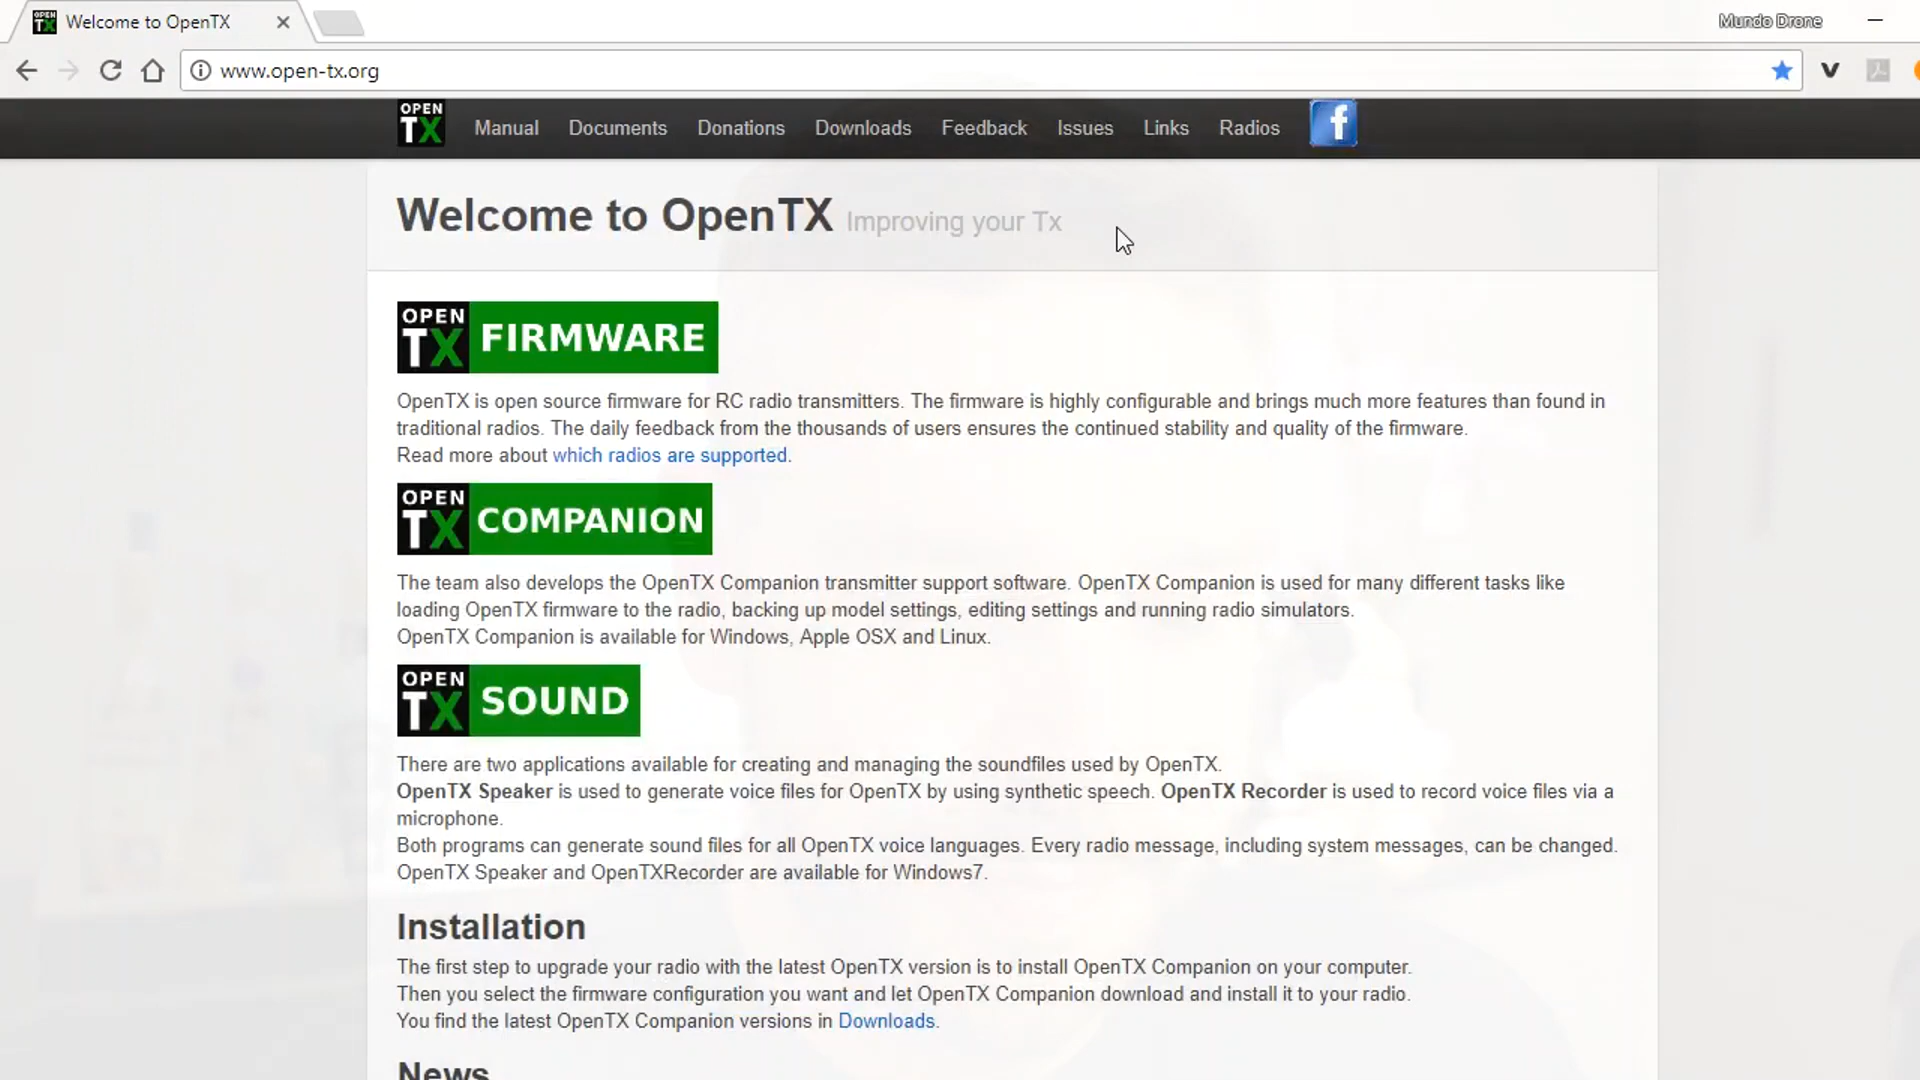 OPEN TX
Welcome to OpenTX
Mundo Drone
www.open-tx.org
OPEN TX
Manual Documents Donations Downloads Feedback Issues Links Radios f
Welcome to OpenTX Improving your Tx
OPEN TX FIRMWARE
OpenTX is open source firmware for RC radio transmitters. The firmware is highly configurable and brings much more features than found in
traditional radios. The daily feedback from the thousands of users ensures the continued stability and quality of the firmware.
Read more about which radios are supported.
OPEN TX COMPANION
The team also develops the OpenTX Companion transmitter support software. OpenTX Companion is used for many different tasks like
loading OpenTX firmware to the radio, backing up model settings, editing settings and running radio simulators.
OpenTX Companion is available for Windows, Apple OSX and Linux.
OPEN TX SOUND
There are two applications available for creating and managing the soundfiles used by OpenTX.
OpenTX Speaker is used to generate voice files for OpenTX by using synthetic speech. OpenTX Recorder is used to record voice files via a
microphone.
Both programs can generate sound files for all OpenTX voice languages. Every radio message, including system messages, can be changed.
OpenTX Speaker and OpenTXRecorder are available for Windows7.
Installation
The first step to upgrade your radio with the latest OpenTX version is to install OpenTX Companion on your computer.
Then you select the firmware configuration you want and let OpenTX Companion download and install it to your radio.
You find the latest OpenTX Companion versions in Downloads.
News